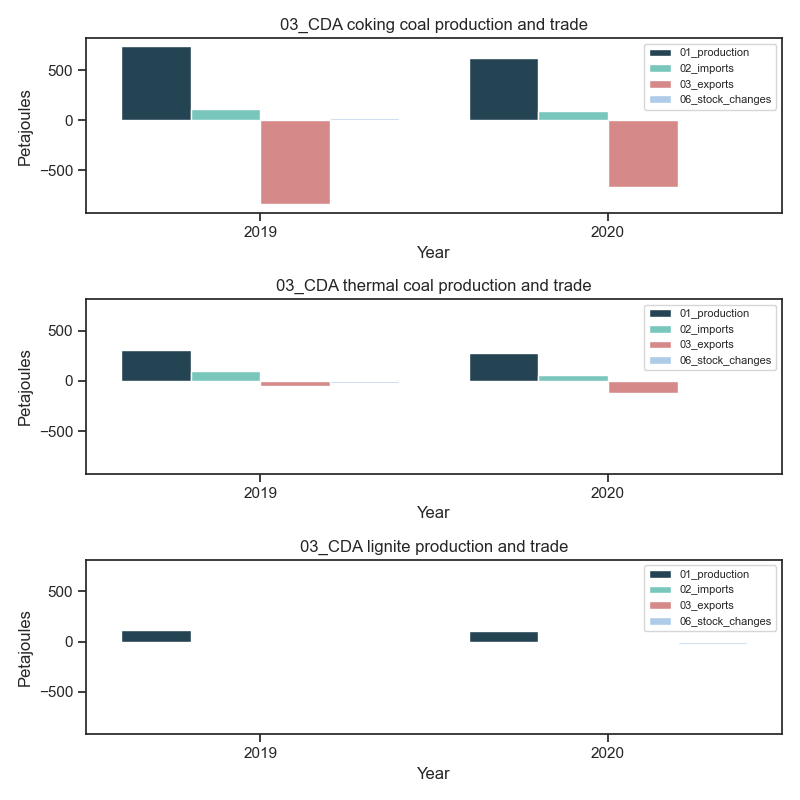 03_CDA coking coal production and trade
Petajoules
500
0
−500
01_production
02_imports
03_exports
06_stock_changes
2019
2020
Year
03_CDA thermal coal production and trade
Petajoules
500
0
−500
01_production
02_imports
03_exports
06_stock_changes
2019
2020
Year
03_CDA lignite production and trade
Petajoules
500
0
−500
01_production
02_imports
03_exports
06_stock_changes
2019
2020
Year